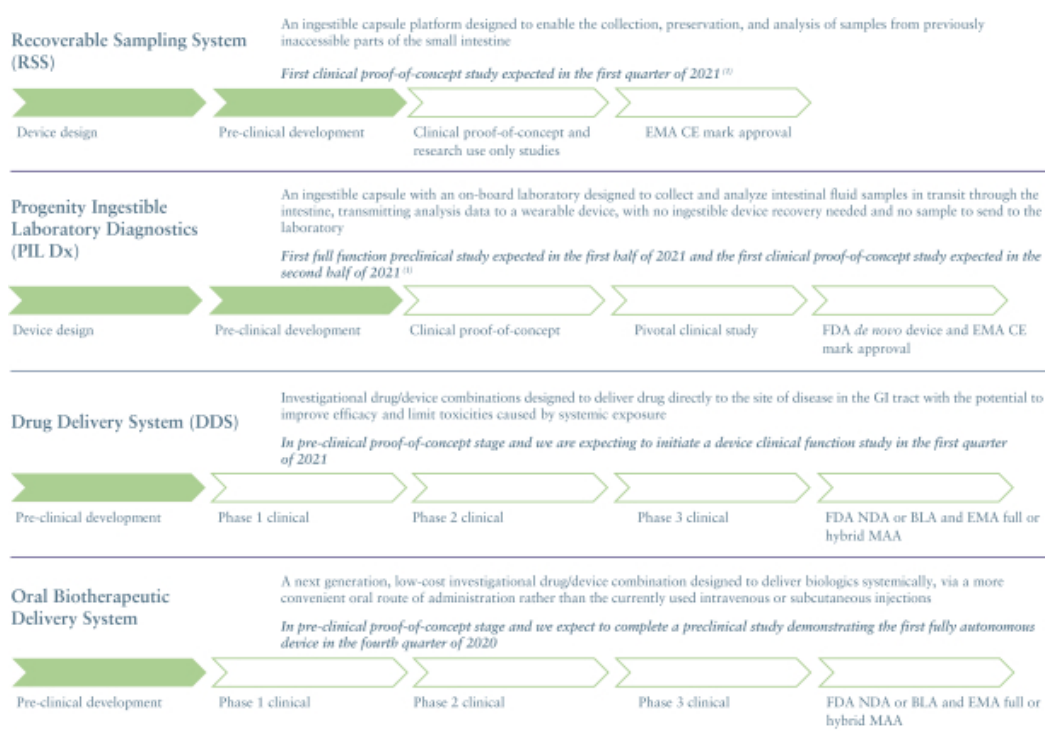 Recoverable Sampling System
(RSS)
An ingestible capsule platform designed to enable the collection, preservation, and analysis of samples from previously
inaccessible parts of the small intestine
First clinical proof-of-concept study expected in the first quarter of 2021
Device design
Pre-clinical development
Clinical proof-of-concept and
research use only studies
EMA CE mark approval
Progenity Ingestible
Laboratory Diagnostics
(PIL Dx)
An ingestible capsule with an on-board laboratory designed to collect and analyze intestinal fluid samples in transit through the
intestine, transmitting analysis data to a wearable device, with no ingestible device recovery needed and no sample to send to the
laboratory
First full function preclinical study expected in the first half of 2021 and the first clinical proof-of-concept study expected in the
second half of 2021 (1)
Device design
Pre-clinical development
Clinical proof-of-concept
Pivotal clinical study
FDA de novo device and EMA CE
mark approval
Drug Delivery System (DDS)
Investigational drug/device combinations designed to deliver drug directly to the site of disease in the GI tract with the potential to
improve efficacy and limit toxicities caused by systemic exposure
In pre-clinical proof-of-concept stage and we are expecting to initiate a device clinical function study in the first quarter
of 2021
Pre-clinical development
Phase 1 clinical
Phase 2 clinical
Phase 3 clinical
FDA NDA or BLA and EMA full or
hybrid MAA
Oral Biotherapeutic
Delivery System
A next generation, low-cost investigational drug/device combination designed to deliver biologics systemically, via a more
convenient oral route of administration rather than the currently used intravenous or subcutaneous injections
In pre-clinical proof-of-concept stage and we expect to complete a preclinical study demonstrating the first fully autonomous
device in the fourth quarter of 2020
Pre-clinical development
Phase 1 clinical
Phase 2 clinical
Phase 3 clinical
FDA NDA or BLA and EMA full or
hybrid MAA